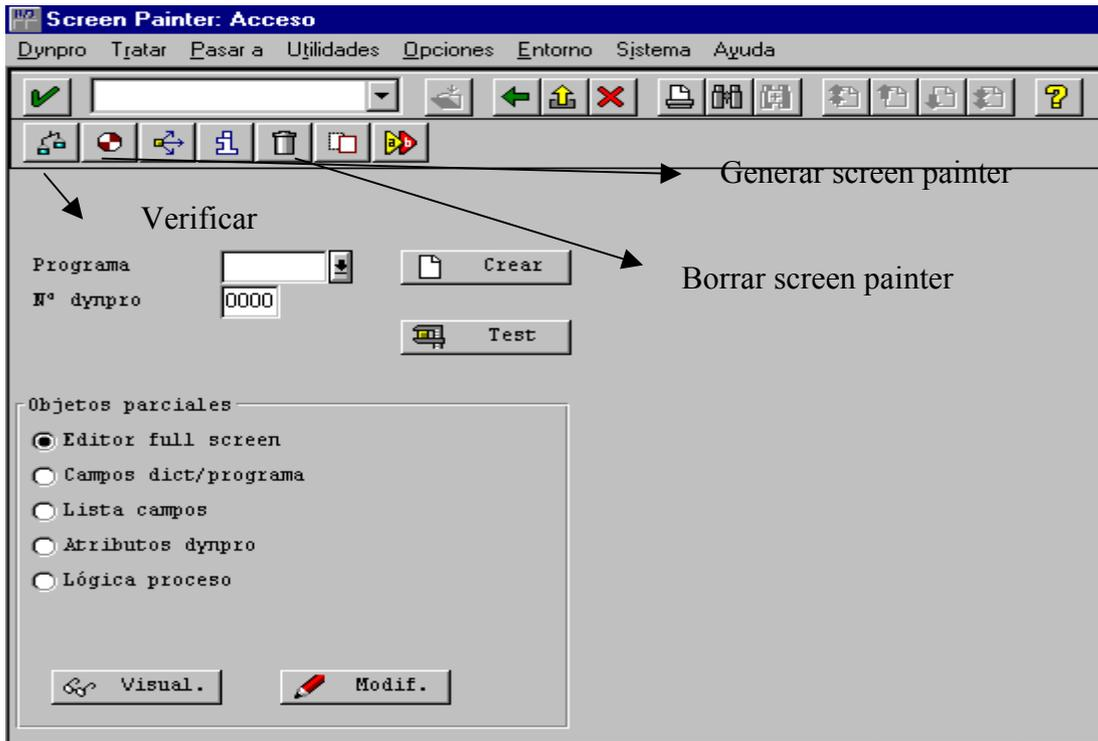 Screen Painter: Acceso
Dynpro Tratar Pasar a Utilidades Opciones Entorno Sistema Ayuda
Generar screen painter
Verificar
Programa
Crear
Borrar screen painter
Nª dynpro 0000
Test
Objetos parciales
Editor full screen
Campos dict/programa
Lista campos
Atributos dynpro
Lógica proceso
Visual. Modif.